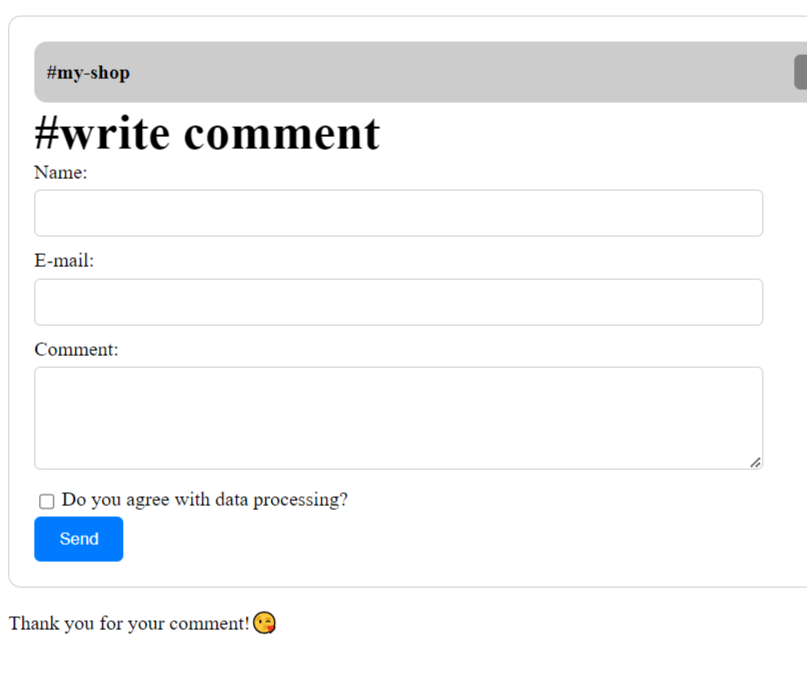 #my-shop
#write comment
Name:
E-mail:
Comment:
Do you agree with data processing?
Send
Thank you for your comment!😘